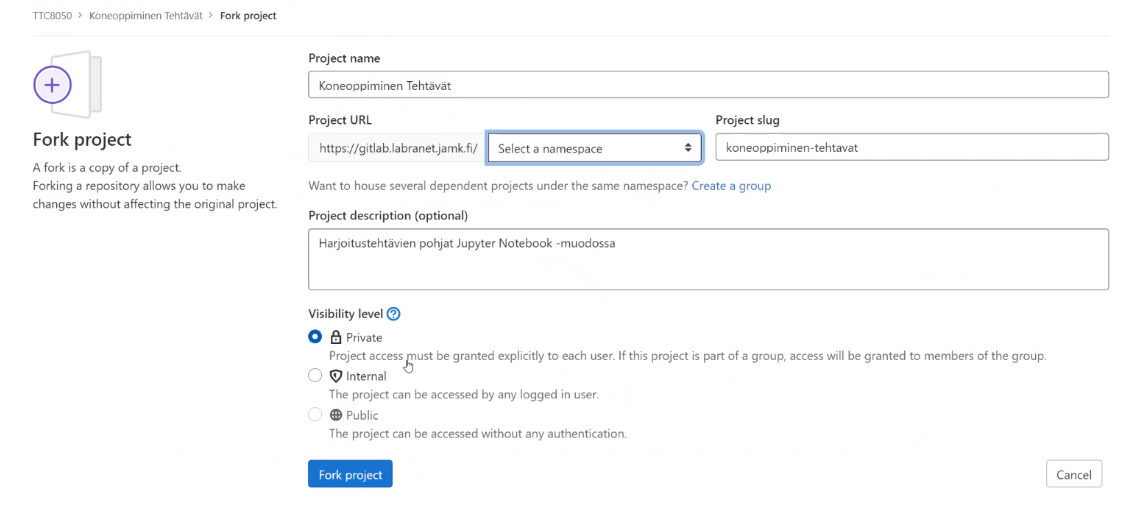 TTC8050 > Koneoppiminen Tehtävät > Fork project
Fork project
A fork is a copy of a project.
Forking a repository allows you to make
changes without affecting the original project.
Project name
Koneoppiminen Tehtävät
Project URL
https://gitlab.labranet.jamk.fi/
Select a namespace
Project slug
koneoppiminen-tehtavat
Want to house several dependent projects under the same namespace? Create a group
Project description (optional)
Harjoitustehtävien pohjat Jupyter Notebook -muodossa
Visibility level
Private
Project access must be granted explicitly to each user. If this project is part of a group, access will be granted to members of the group.
Internal
The project can be accessed by any logged in user.
Public
The project can be accessed without any authentication.
Fork project
Cancel